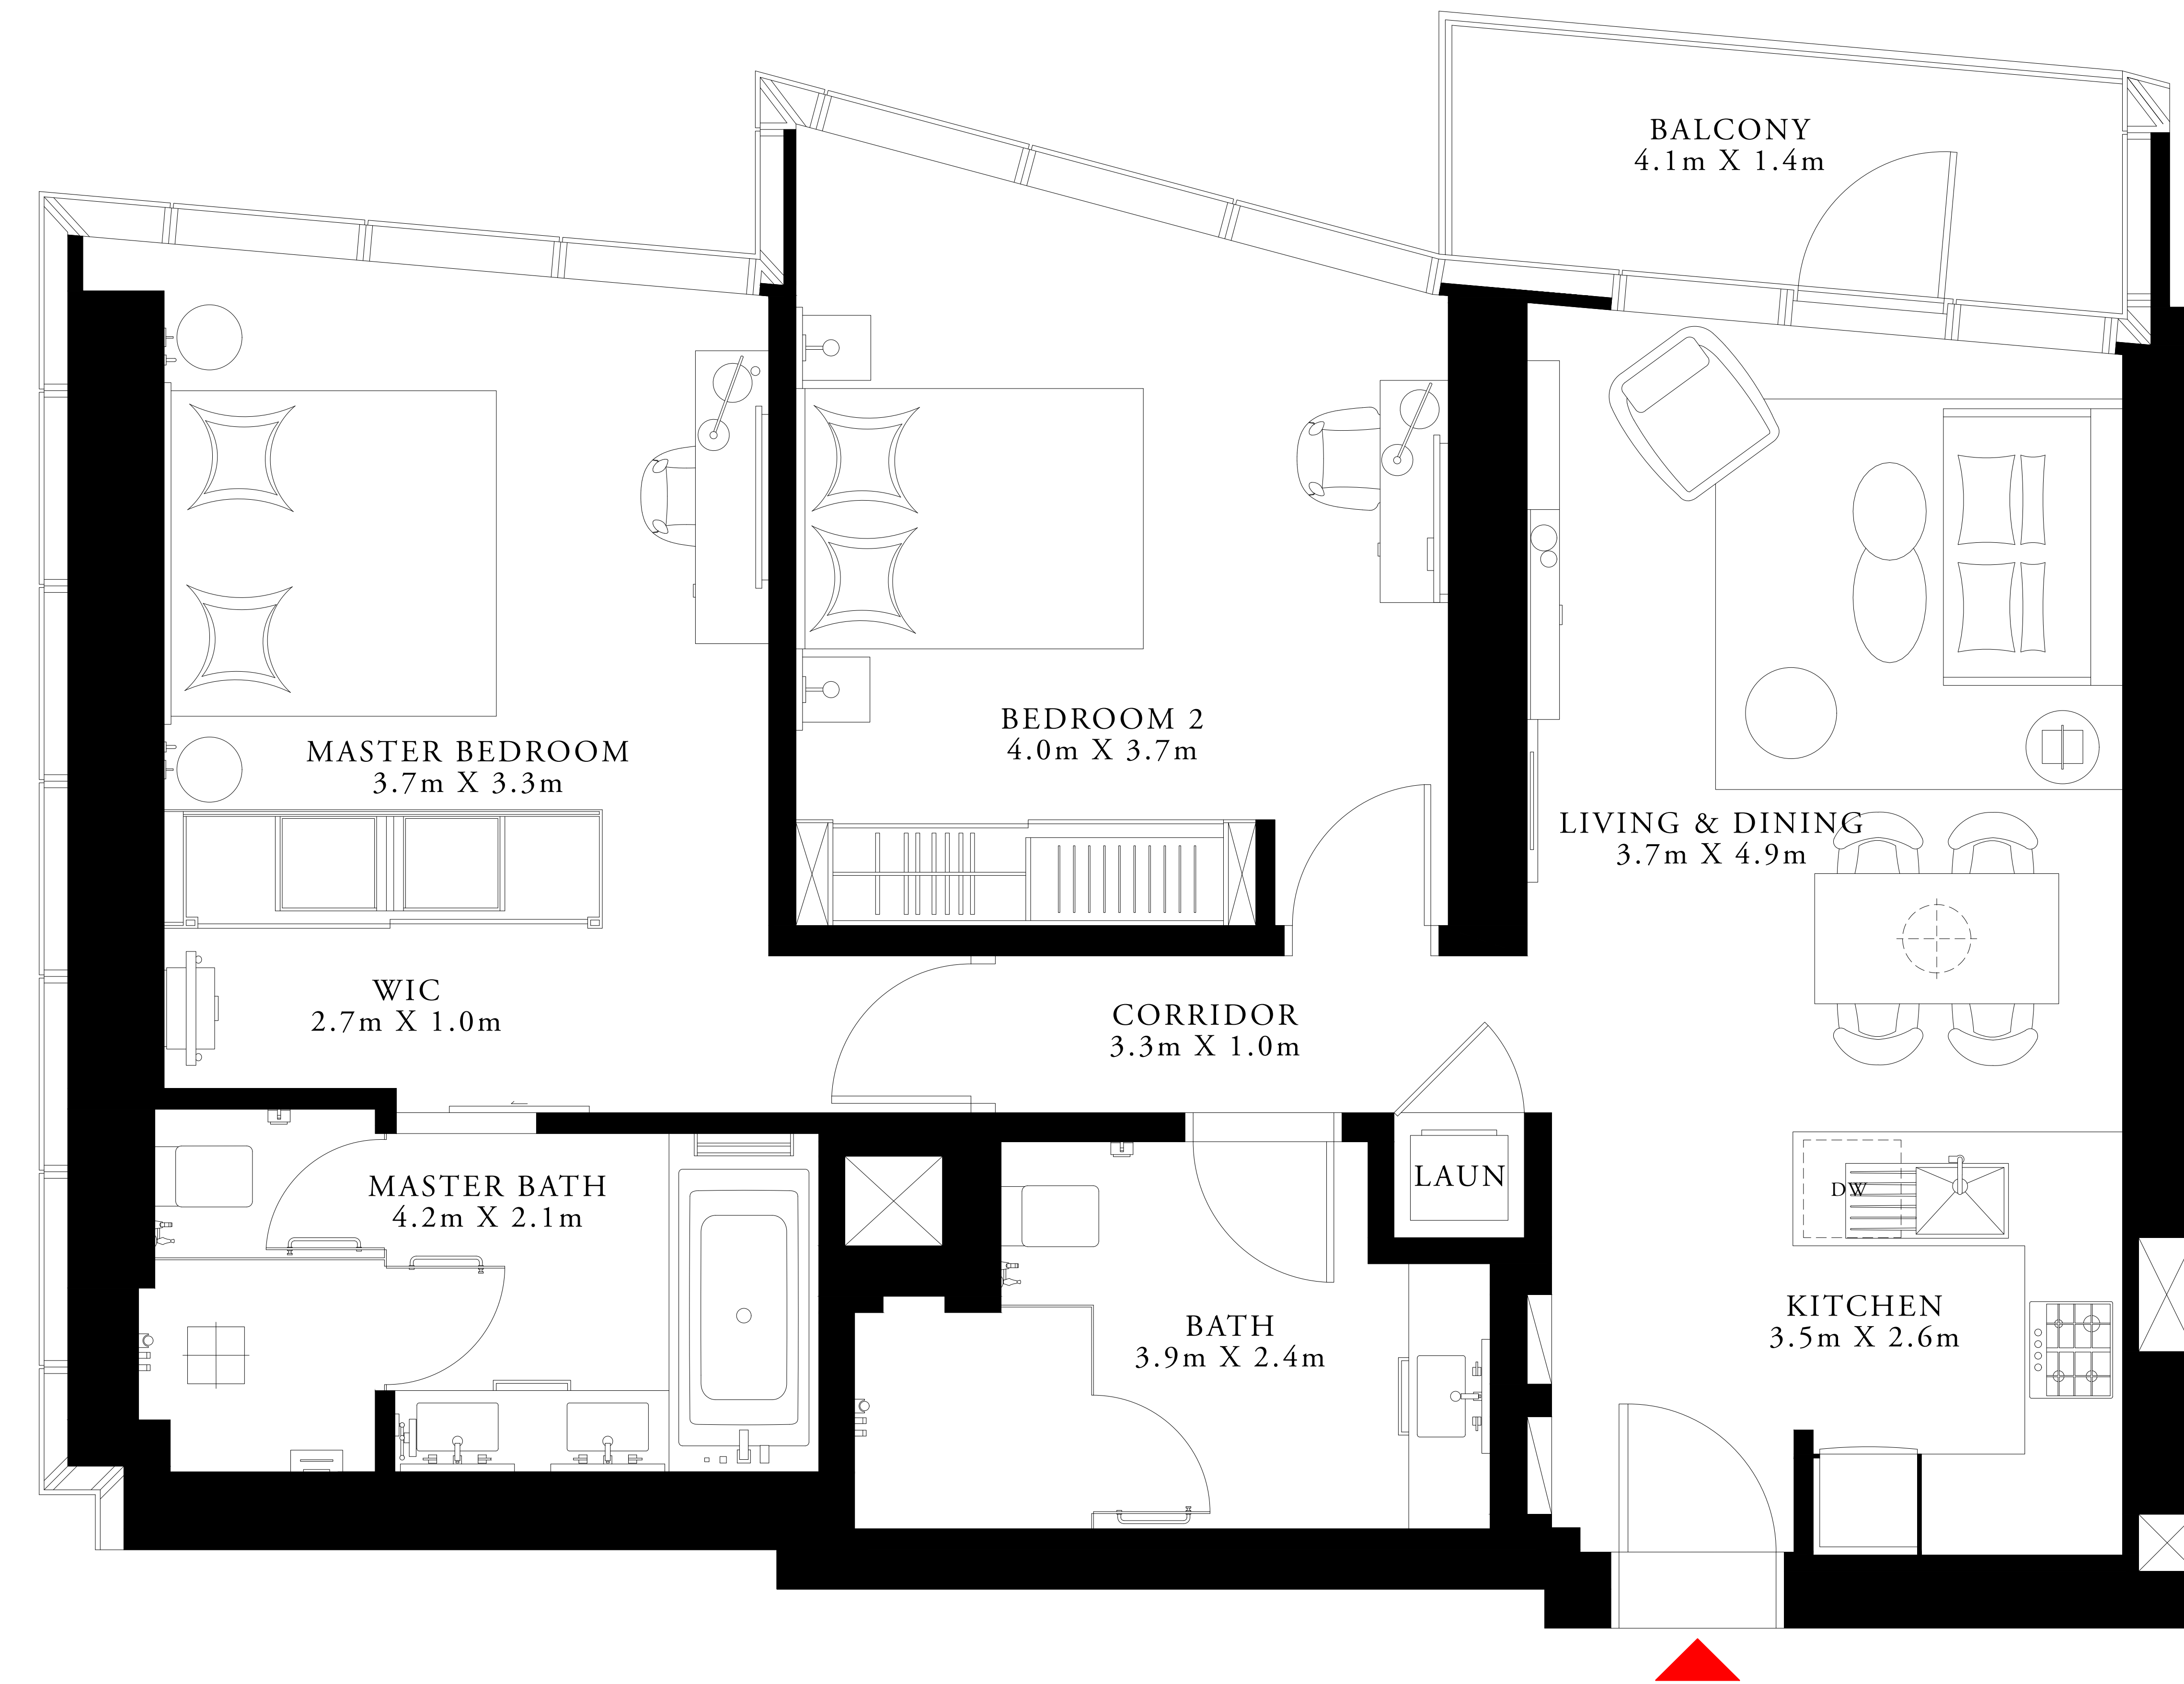 BALCONY
4.1m X 1.4m
MASTER BEDROOM
3.7m X 3.3m
BEDROOM 2
4.0m X 3.7m
LIVING & DINING
3.7m X 4.9m
WIC
2.7m X 1.0m
CORRIDOR
3.3m X 1.0m
MASTER BATH
4.2m X 2.1m
LAUN
DW
BATH
3.9m X 2.4m
KITCHEN
3.5m X 2.6m